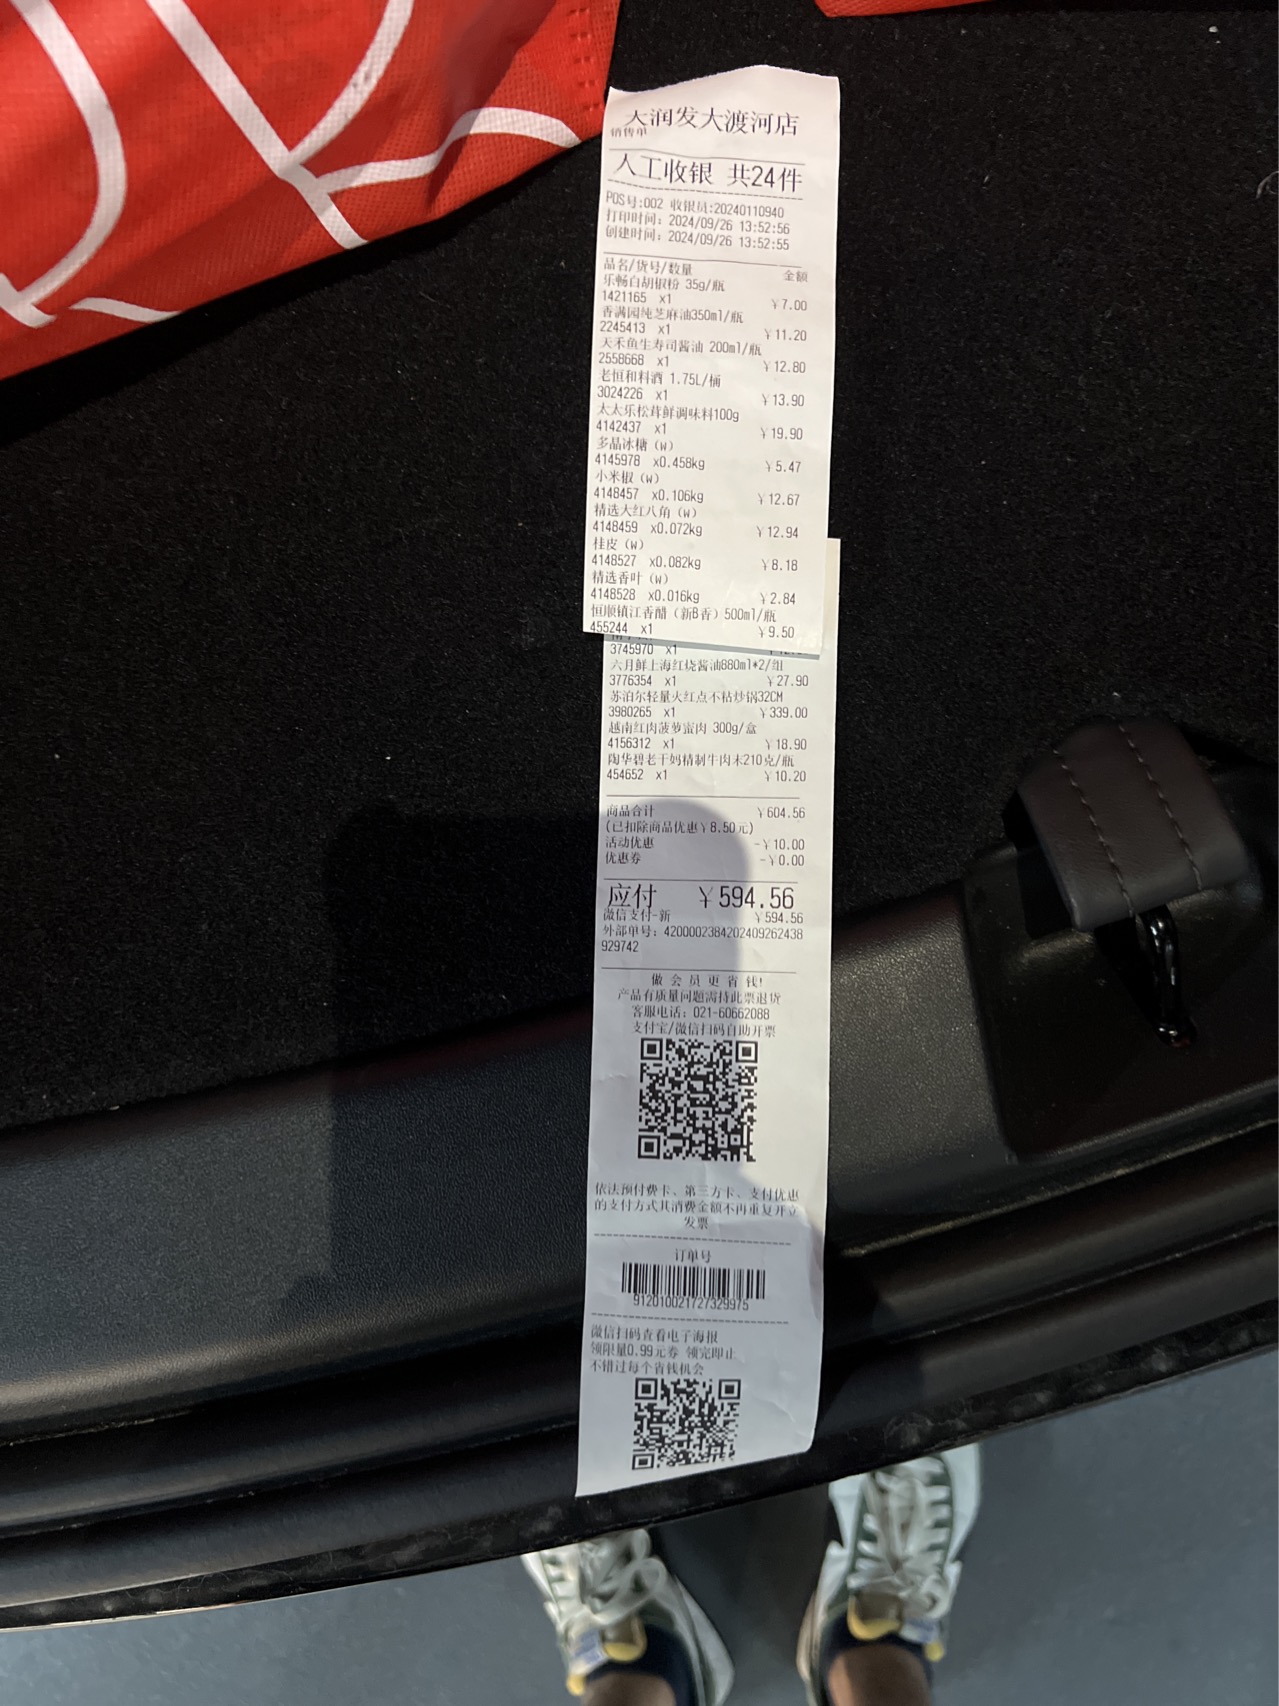 大润发大渡河店
销售单
人工收银 共24件
POS号:002 收银员:20240110940
打印时间: 2024/09/26 13:52:56
创建时间: 2024/09/26 13:52:55
品名/货号/数量 金额
乐畅白胡椒粉 35g/瓶
1421165 x1 ¥7.00
香满园纯芝麻油350ml/瓶
2245413 x1 ¥11.20
天禾鱼生寿司酱油 200ml/瓶
2558668 x1 ¥12.80
老恒和料酒 1.75L/桶
3024226 x1 ¥13.90
太太乐松茸鲜调味料100g
4142437 x1 ¥19.90
多晶冰糖(W)
4145978 x0.458kg ¥5.47
小米椒(W)
4148457 x0.106kg ¥12.67
精选大红八角(W)
4148459 x0.072kg ¥12.94
桂皮(W)
4148527 x0.082kg ¥8.18
精选香叶(W)
4148528 x0.016kg ¥2.84
恒顺镇江香醋(新B香)500ml/瓶
455244 x1 ¥9.50
3745970 x1
六月鲜上海红烧酱油880ml*2/组
3776354 x1 ¥27.90
苏泊尔轻量火红点不粘炒锅32CM
3980265 x1 ¥339.00
越南红肉菠萝蜜肉 300g/盒
4156312 x1 ¥18.90
陶华碧老干妈精制牛肉末210克/瓶
454652 x1 ¥10.20
商品合计 ¥604.56
(已扣除商品优惠¥8.50元)
活动优惠 -¥10.00
优惠券 -¥0.00
应付 ¥594.56
微信支付-新 ¥594.56
外部单号: 4200002384202409262438
929742
做会员更省钱!
产品有质量问题需持此票退货
客服电话: 021-60662088
支付宝/微信扫码自助开票
依法预付费卡、第三方卡、支付优惠
的支付方式其消费金额不再重复开立
发票
订单号
912010021727329975
微信扫码查看电子海报
领限量0.99元券 领完即止
不错过每个省钱机会